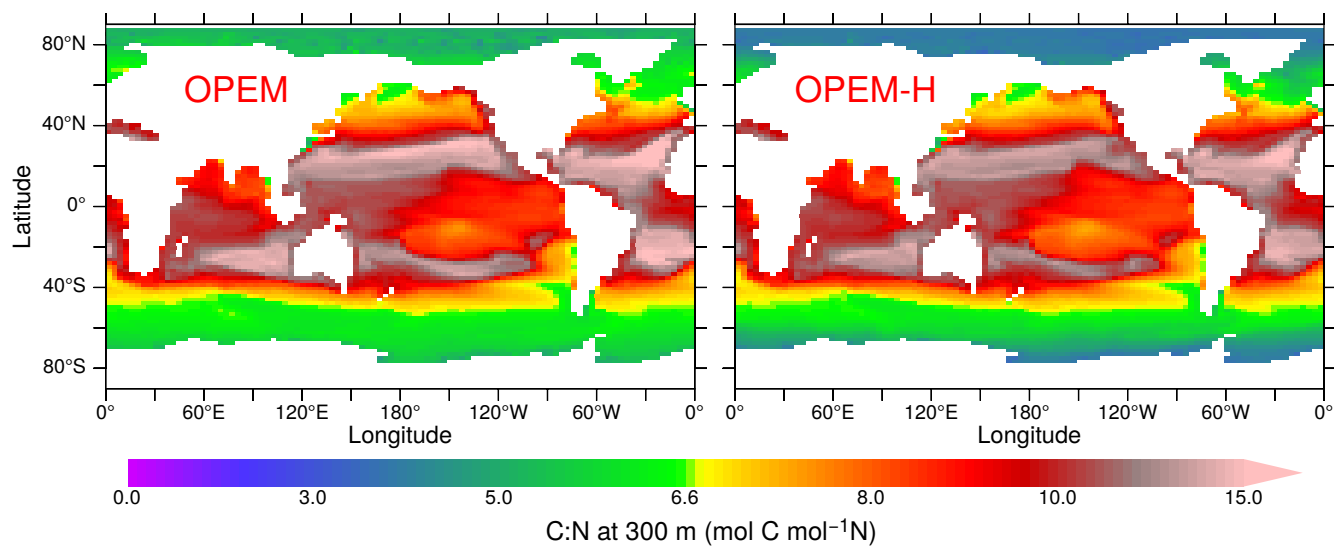 OPEM
OPEM-H
80°N
40°N
0°
40°S
80°S
Latitude
0° 60°E 120°E 180° 120°W 60°W 0°
0° 60°E 120°E 180° 120°W 60°W 0°
Longitude
Longitude
0.0 3.0 5.0 6.6 8.0 10.0 15.0
C:N at 300 m (mol C mol⁻¹N)